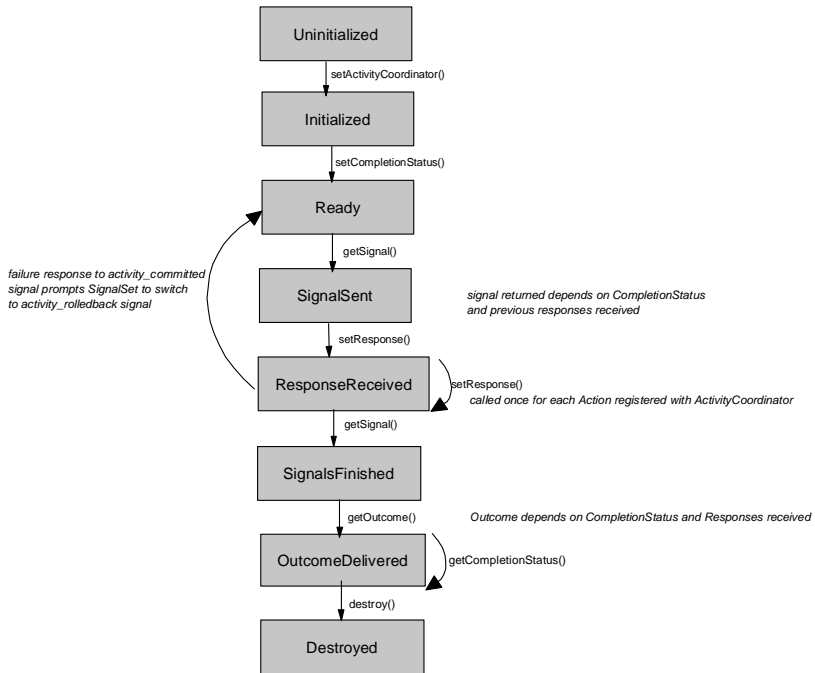 Uninitialized
setActivityCoordinator()
Initialized
setCompletionStatus()
Ready
getSignal()
failure response to activity_committed
signal prompts SignalSet to switch
to activity_rolledback signal
SignalSent
signal returned depends on CompletionStatus
and previous responses received
setResponse()
ResponseReceived
setResponse()
called once for each Action registered with ActivityCoordinator
getSignal()
SignalsFinished
getOutcome()
Outcome depends on CompletionStatus and Responses received
OutcomeDelivered
getCompletionStatus()
destroy()
Destroyed